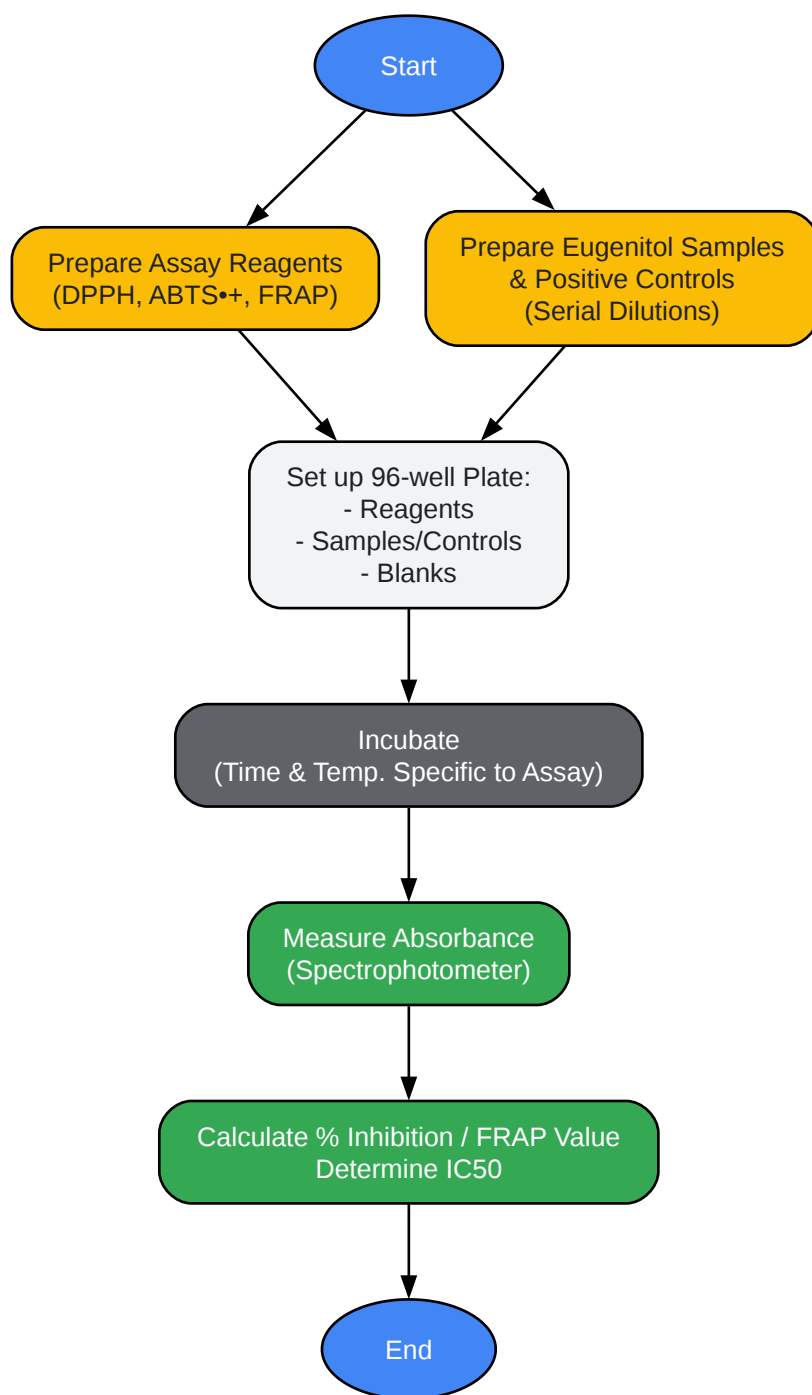 Start
Prepare Assay Reagents
(DPPH, ABTS•+, FRAP)
Prepare Eugenitol Samples
& Positive Controls
(Serial Dilutions)
Set up 96-well Plate:
- Reagents
- Samples/Controls
- Blanks
Incubate
(Time & Temp. Specific to Assay)
Measure Absorbance
(Spectrophotometer)
Calculate % Inhibition / FRAP Value
Determine IC50
End